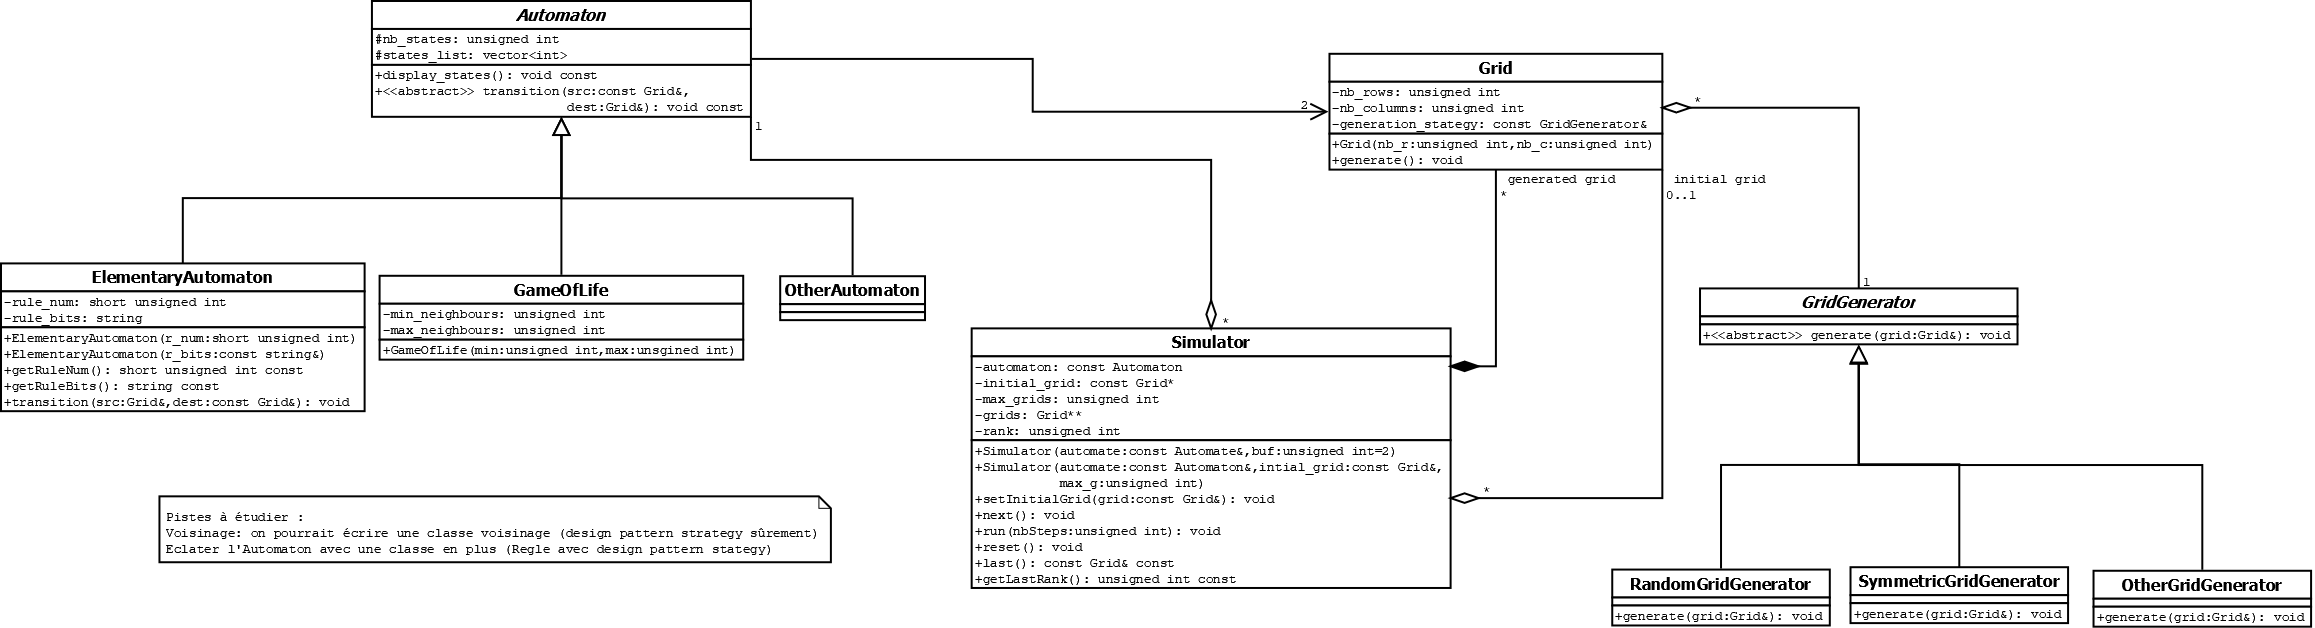 Automaton
#nb_states: unsigned int
#states_list: vector<int>
+display_states(): void const
+<<abstract>> transition(src:const Grid&,
dest:Grid&): void const
1
2
Grid
-nb_rows: unsigned int
-nb_columns: unsigned int
-generation_stategy: const GridGenerator&
+Grid(nb_r:unsigned int,nb_c:unsigned int)
+generate(): void
*
generated grid
*
initial grid
0..1
ElementaryAutomaton
-rule_num: short unsigned int
-rule_bits: string
+ElementaryAutomaton(r_num:short unsigned int)
+ElementaryAutomaton(r_bits:const string&)
+getRuleNum(): short unsigned int const
+getRuleBits(): string const
+transition(src:Grid&,dest:const Grid&): void
GameOfLife
-min_neighbours: unsigned int
-max_neighbours: unsigned int
+GameOfLife(min:unsigned int,max:unsgined int)
OtherAutomaton
*
Simulator
-automaton: const Automaton
-initial_grid: const Grid*
-max_grids: unsigned int
-grids: Grid**
-rank: unsigned int
+Simulator(automate:const Automate&,buf:unsigned int=2)
+Simulator(automate:const Automaton&,intial_grid:const Grid&,
max_g:unsigned int)
+setInitialGrid(grid:const Grid&): void
+next(): void
+run(nbSteps:unsigned int): void
+reset(): void
+last(): const Grid& const
+getLastRank(): unsigned int const
*
1
GridGenerator
+<<abstract>> generate(grid:Grid&): void
Pistes à étudier :
Voisinage: on pourrait écrire une classe voisinage (design pattern strategy sûrement)
Eclater l'Automaton avec une classe en plus (Regle avec design pattern stategy)
RandomGridGenerator
+generate(grid:Grid&): void
SymmetricGridGenerator
+generate(grid:Grid&): void
OtherGridGenerator
+generate(grid:Grid&): void